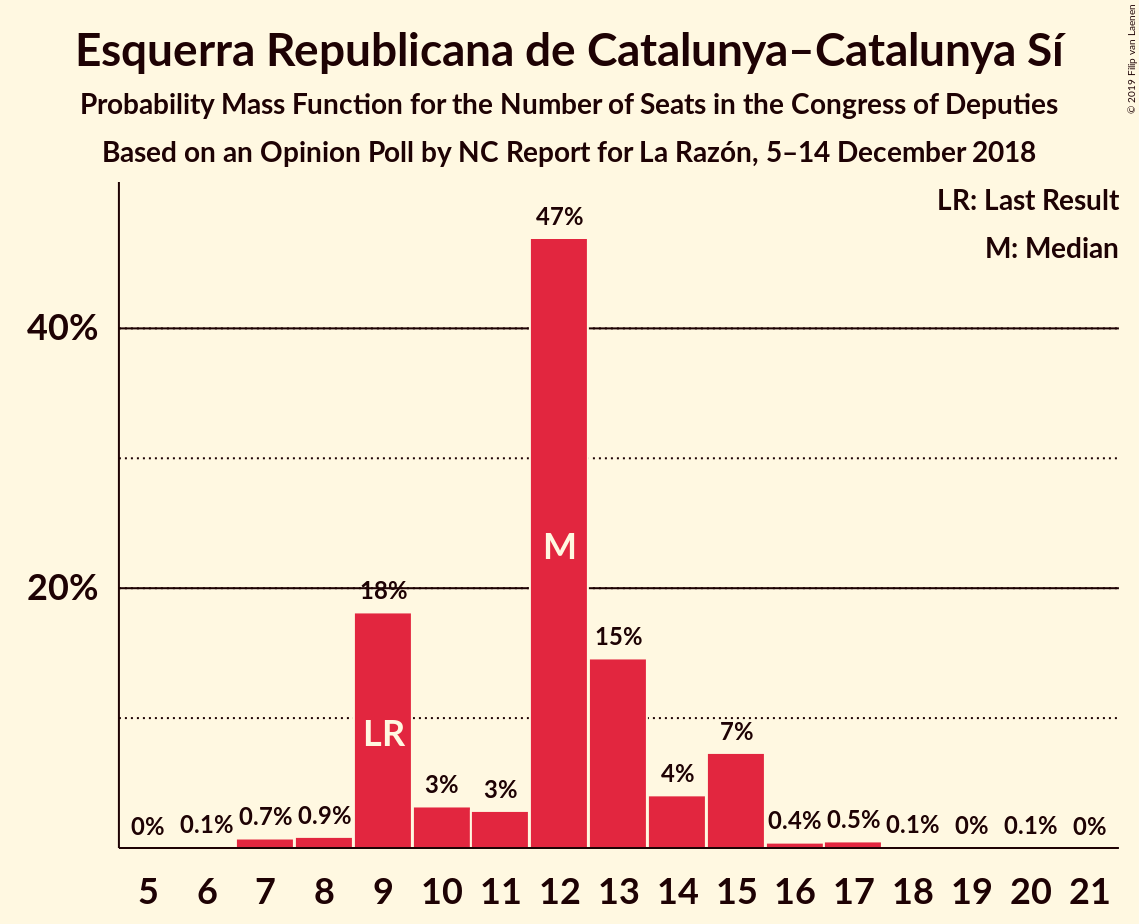 Esquerra Republicana de Catalunya–Catalunya Sí
Probability Mass Function for the Number of Seats in the Congress of Deputies
Based on an Opinion Poll by NC Report for La Razón, 5–14 December 2018
© 2019 Filip van Laenen
LR: Last Result
M: Median
47%
40%
M
20%
18%
15%
LR
7%
3%
3%
4%
0%
0.1%
0.7%
0.9%
0.4%
0.5%
0.1%
0%
0.1%
0%
5 6 7 8 9 10 11 12 13 14 15 16 17 18 19 20 21